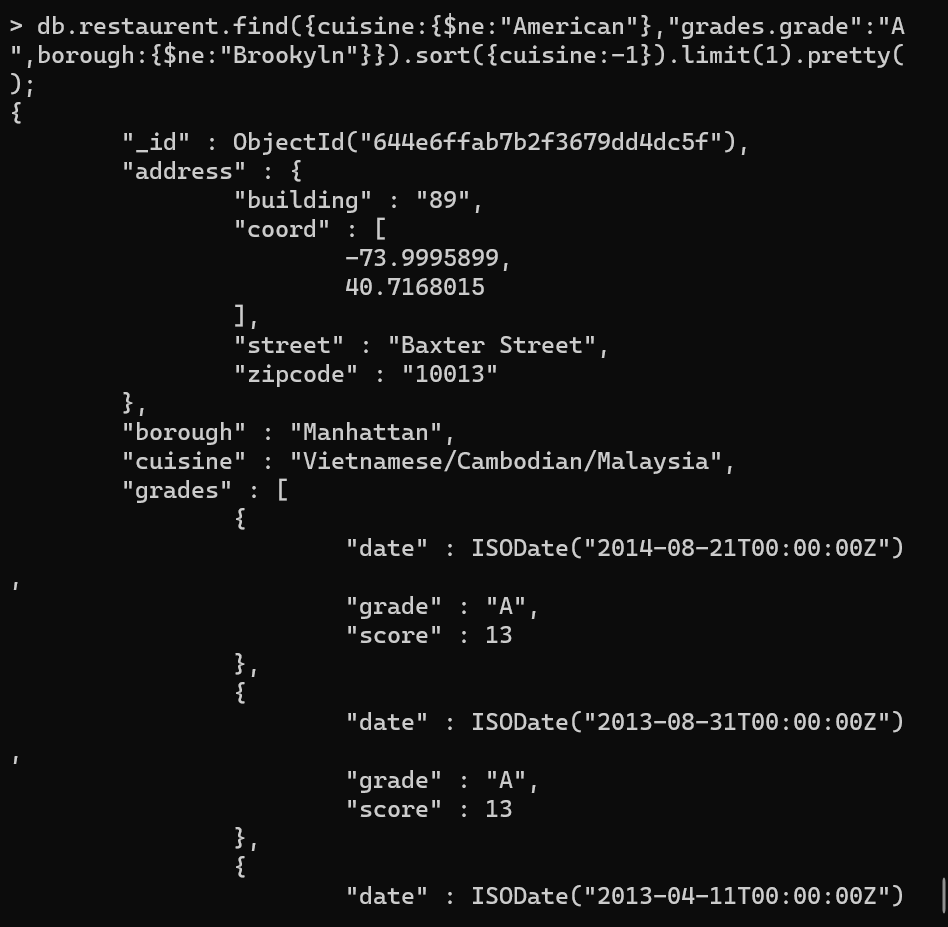 > db.restaurent.find({cuisine:{$ne:"American"},"grades.grade":"A
",borough:{$ne:"Brookyln"}}).sort({cuisine:-1}).limit(1).pretty(
);
{
        "_id" : ObjectId("644e6ffab7b2f3679dd4dc5f"),
        "address" : {
                "building" : "89",
                "coord" : [
                        -73.9995899,
                        40.7168015
                ],
                "street" : "Baxter Street",
                "zipcode" : "10013"
        },
        "borough" : "Manhattan",
        "cuisine" : "Vietnamese/Cambodian/Malaysia",
        "grades" : [
                {
                        "date" : ISODate("2014-08-21T00:00:00Z")
,
                        "grade" : "A",
                        "score" : 13
                },
                {
                        "date" : ISODate("2013-08-31T00:00:00Z")
,
                        "grade" : "A",
                        "score" : 13
                },
                {
                        "date" : ISODate("2013-04-11T00:00:00Z")